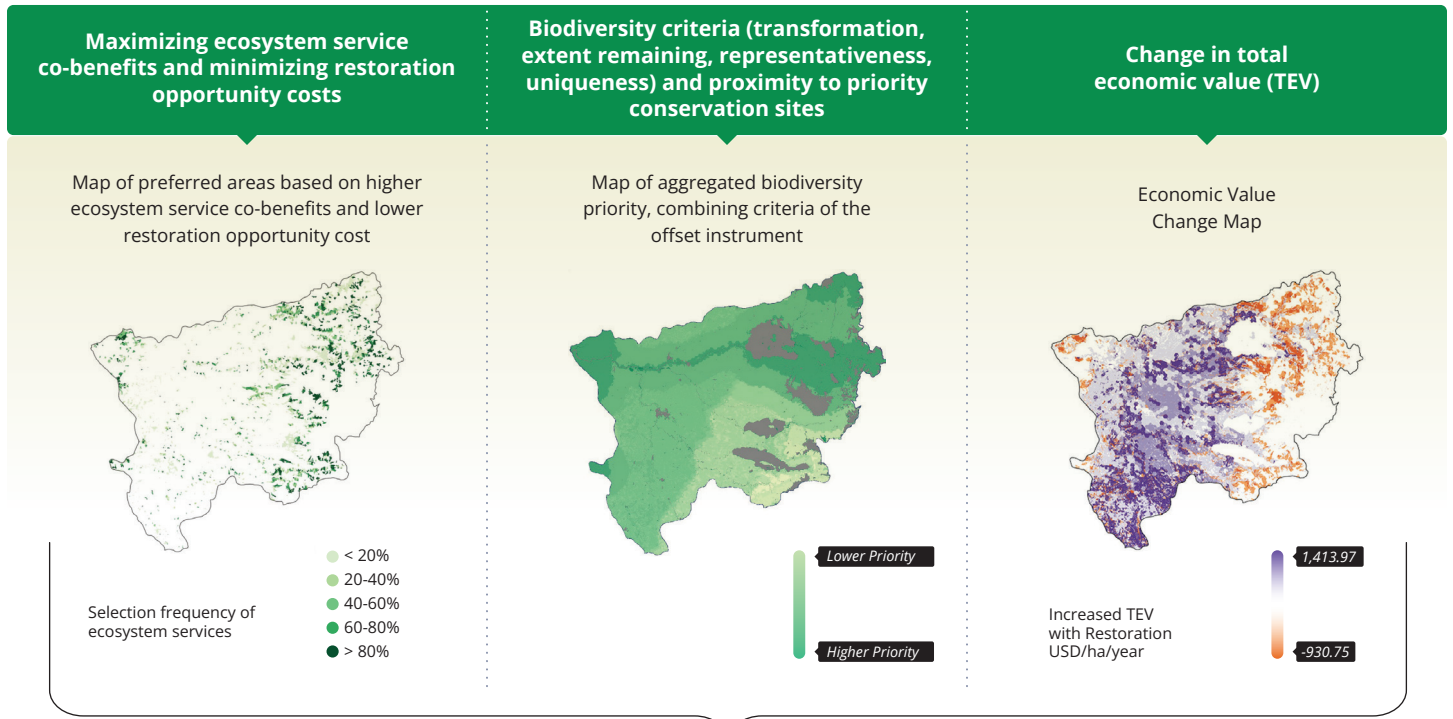 Maximizing ecosystem service
co-benefits and minimizing restoration
opportunity costs
Biodiversity criteria (transformation,
extent remaining, representativeness,
uniqueness) and proximity to priority
conservation sites
Change in total
economic value (TEV)
Map of preferred areas based on higher
ecosystem service co-benefits and lower
restoration opportunity cost
Map of aggregated biodiversity
priority, combining criteria of the
offset instrument
Economic Value
Change Map
Selection frequency of
ecosystem services
< 20%
20-40%
40-60%
60-80%
> 80%
Lower Priority
Higher Priority
Increased TEV
with Restoration
USD/ha/year
1,413.97
-930.75